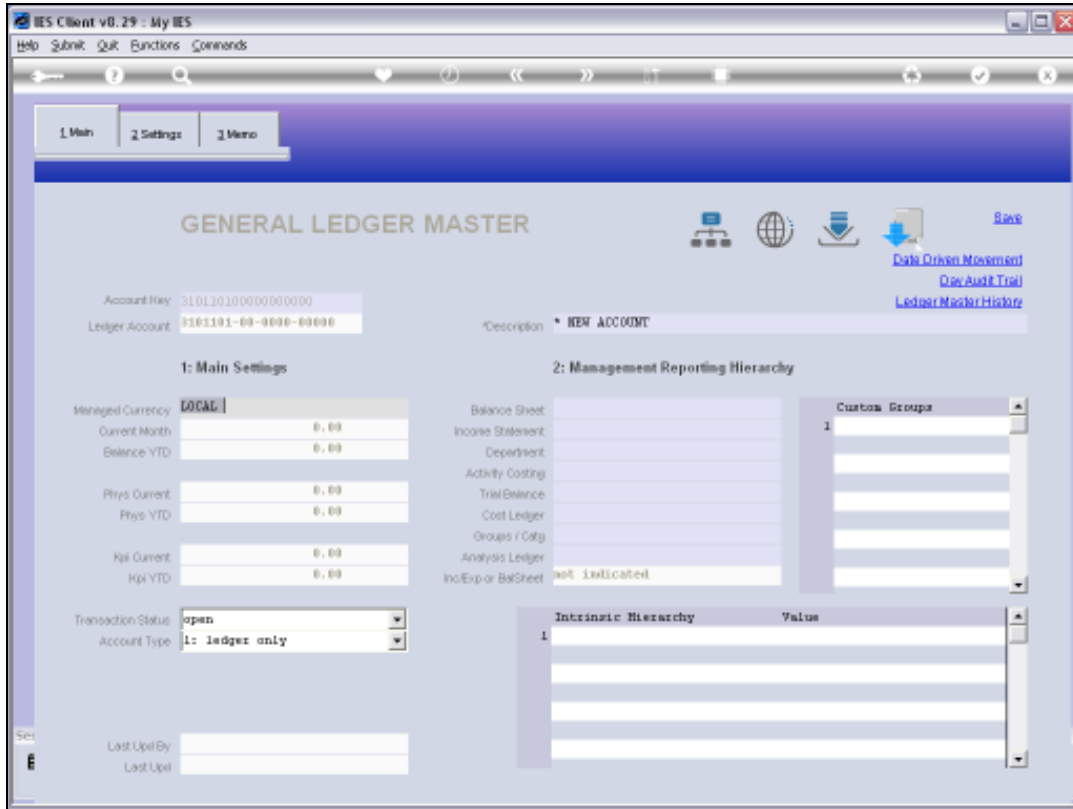 IES Client v8.29 : My IES
Help Submit Quit Functions Commands
1 Main 2 Settings 3 Memo
GENERAL LEDGER MASTER
Save
Date Driven Movement
Day Audit Trail
Ledger Master History
Account Key 310110100000000000
Ledger Account 3101101-00-0000-00000
*Description * NEW ACCOUNT
1: Main Settings
2: Management Reporting Hierarchy
Managed Currency LOCAL
Current Month 0.00
Balance YTD 0.00
Phys Current 0.00
Phys YTD 0.00
Kpi Current 0.00
Kpi YTD 0.00
Balance Sheet
Income Statement
Department
Activity Costing
Trial Balance
Cost Ledger
Groups / Catg
Analysis Ledger
Inc/Exp or BalSheet not indicated
Custom Groups
1
Transaction Status open
Account Type 1: ledger only
Intrinsic Hierarchy Value
1
Last Upd By
Last Upd